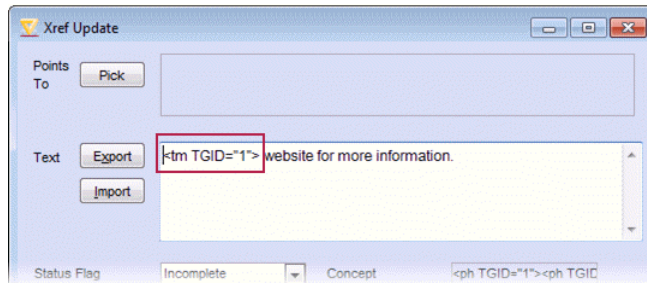 Xref Update
Points
To
Pick
Text
Export
<tm TGID="1"> website for more information.
Import
Status Flag
Incomplete
Concept
<ph TGID="1"><ph TGID